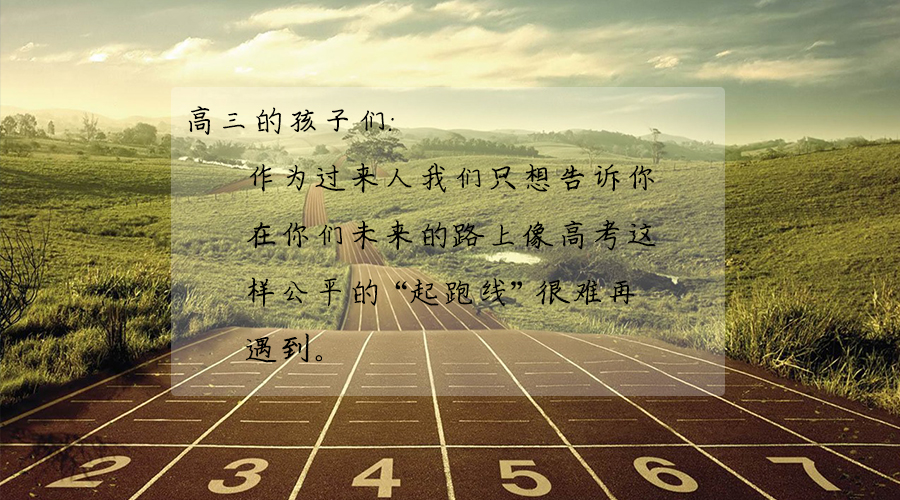 高三的孩子们:
作为过来人我们只想告诉你
在你们未来的路上像高考这
样公平的“起跑线”很难再
遇到。
2 3 4 5 6 7